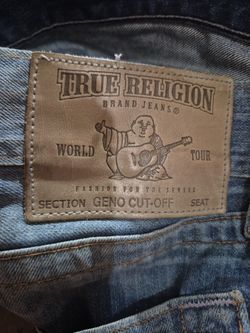 TRUE RELIGION
BRAND JEANS®
WORLD TOUR
FASHION FOR THE SENSES
SECTION GENO CUT-OFF SEAT